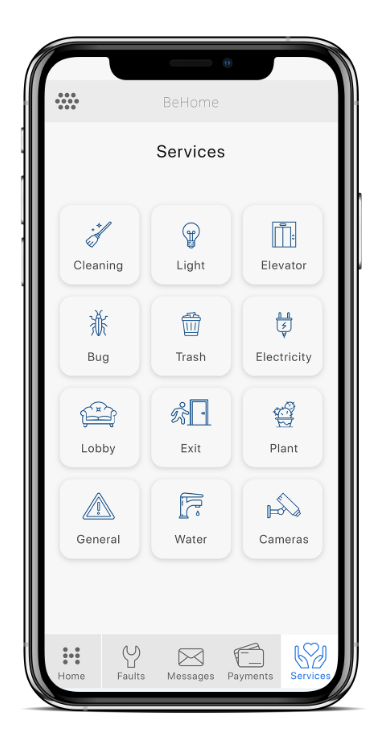 BeHome
Services
Cleaning
Light
Elevator
Bug
Trash
Electricity
Lobby
Exit
Plant
General
Water
Cameras
Home
Faults
Messages
Payments
Services